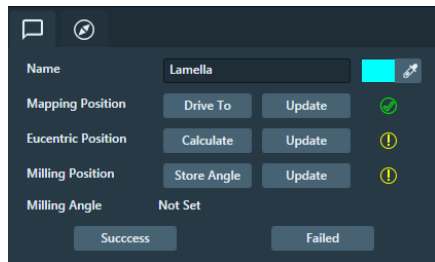 Name Lamella
Mapping Position Drive To Update
Eucentric Position Calculate Update
Milling Position Store Angle Update
Milling Angle Not Set
Succcess Failed